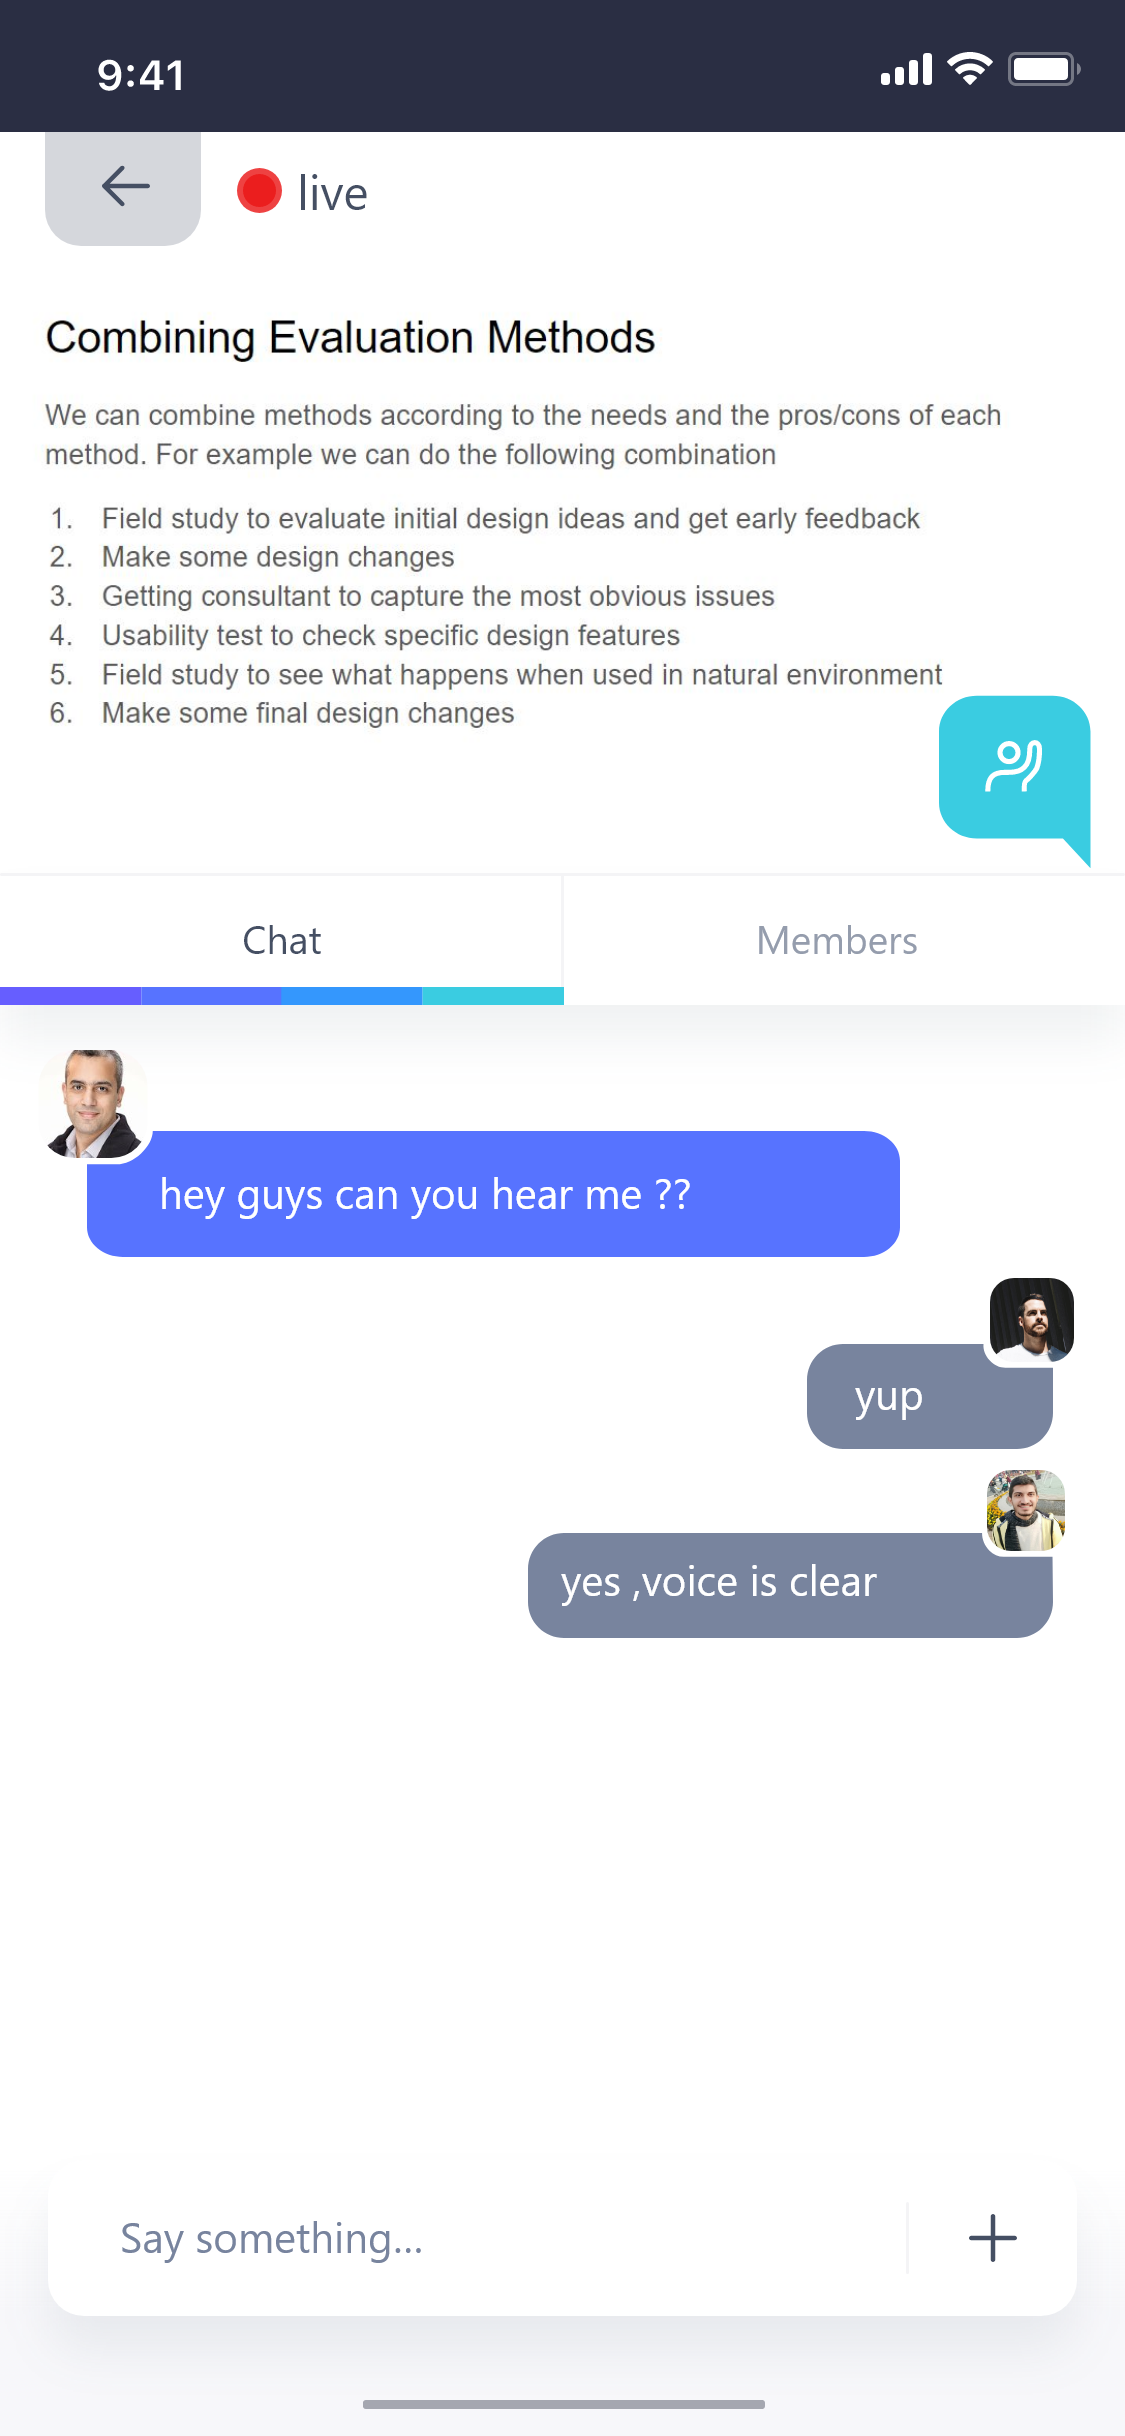 9:41
live
Combining Evaluation Methods
We can combine methods according to the needs and the pros/cons of each
method. For example we can do the following combination
1. Field study to evaluate initial design ideas and get early feedback
2. Make some design changes
3. Getting consultant to capture the most obvious issues
4. Usability test to check specific design features
5. Field study to see what happens when used in natural environment
6. Make some final design changes
Chat
Members
hey guys can you hear me ??
yup
yes ,voice is clear
Say something...